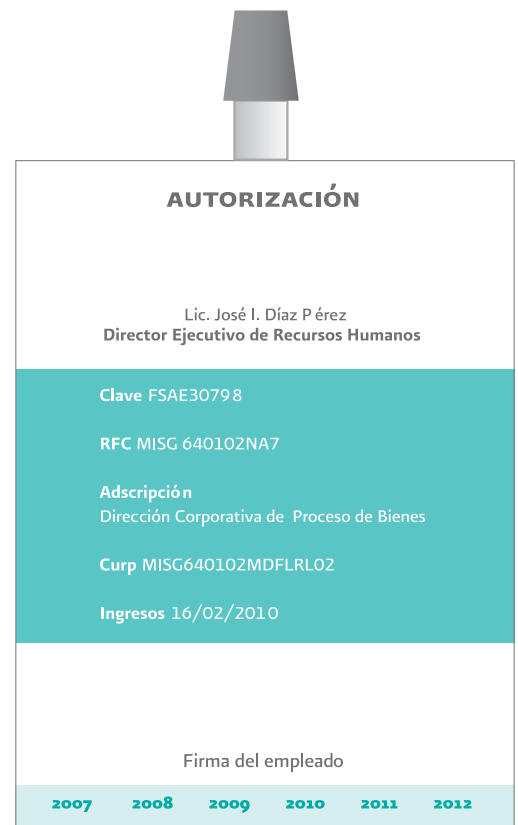 AUTORIZACIÓN
Lic. José I. Díaz P érez
Director Ejecutivo de Recursos Humanos
Clave FSAE30798
RFC MISG 640102NA7
Adscripción
Dirección Corporativa de Proceso de Bienes
Curp MISG640102MDFLRL02
Ingresos 16/02/2010
Firma del empleado
2007 2008 2009 2010 2011 2012